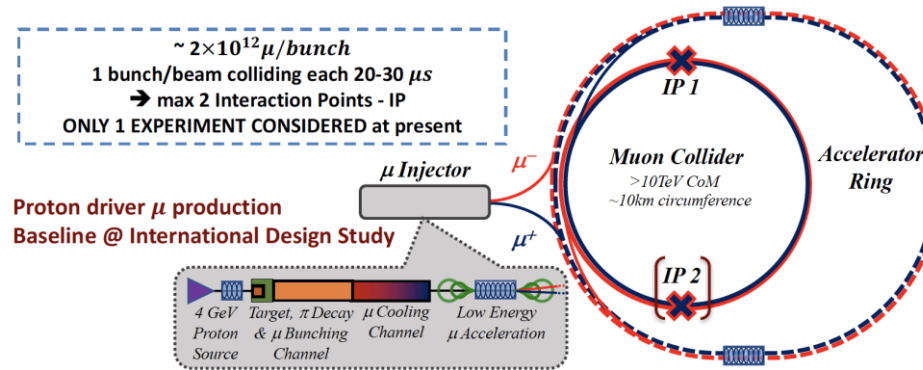 ~ 2×10¹²μ/bunch
1 bunch/beam colliding each 20-30 μs
➔ max 2 Interaction Points - IP
ONLY 1 EXPERIMENT CONSIDERED at present
Proton driver μ production
Baseline @ International Design Study
μ Injector
μ⁻
μ⁺
IP 1
Muon Collider
>10TeV CoM
~10km circumference
Accelerator
Ring
IP 2
4 GeV
Proton
Source
Target, π Decay
& μ Bunching
Channel
μ Cooling
Channel
Low Energy
μ Acceleration